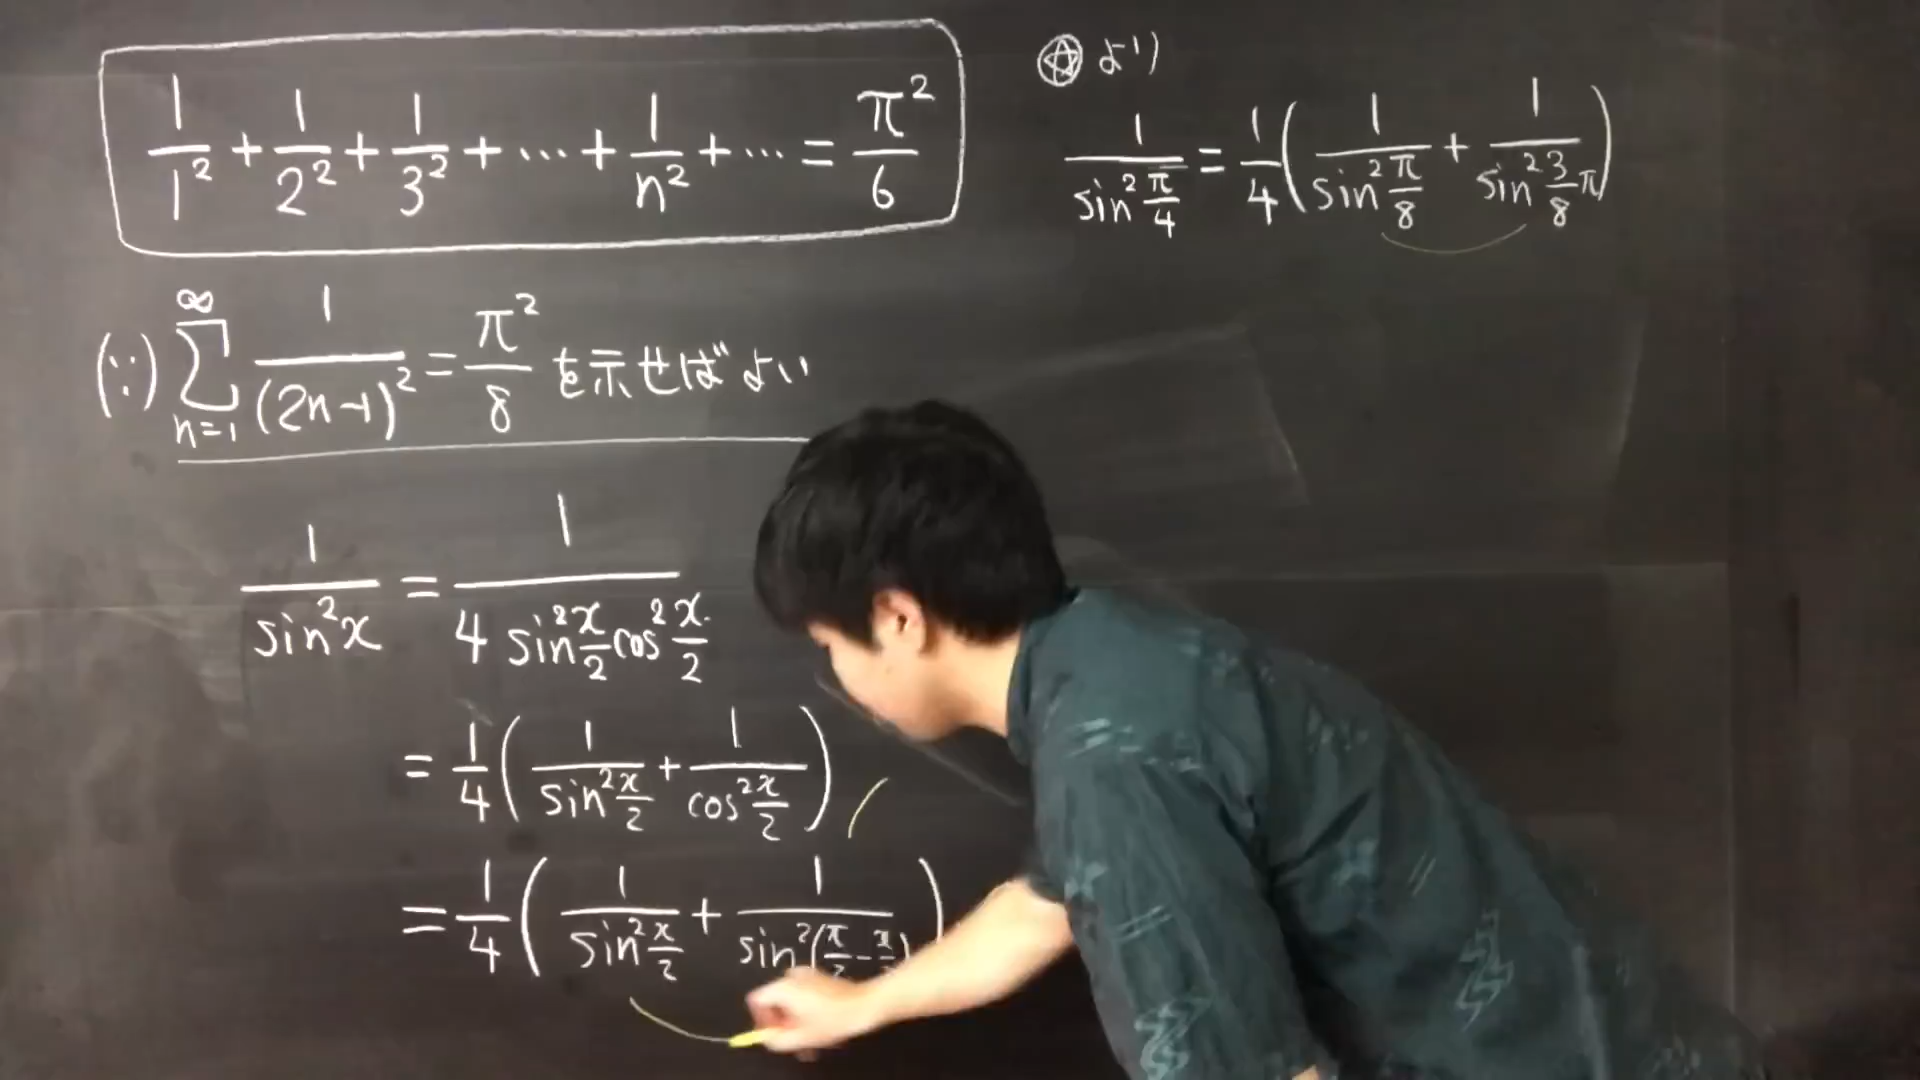 1/1² + 1/2² + 1/3² + ⋯ + 1/n² + ⋯ = π²/6
(∵) ∑_{n=1}^{∞} 1/(2n-1)² = π²/8 を示せばよい
1/sin²x = 1/(4 sin² x/2 cos² x/2)
= 1/4 ( 1/(sin² x/2) + 1/(cos² x/2) )
= 1/4 ( 1/(sin² x/2) + 1/(sin² (π/2 - x/
☆ より
1/(sin² π/4) = 1/4 ( 1/(sin² π/8) + 1/(sin² 3/8 π) )